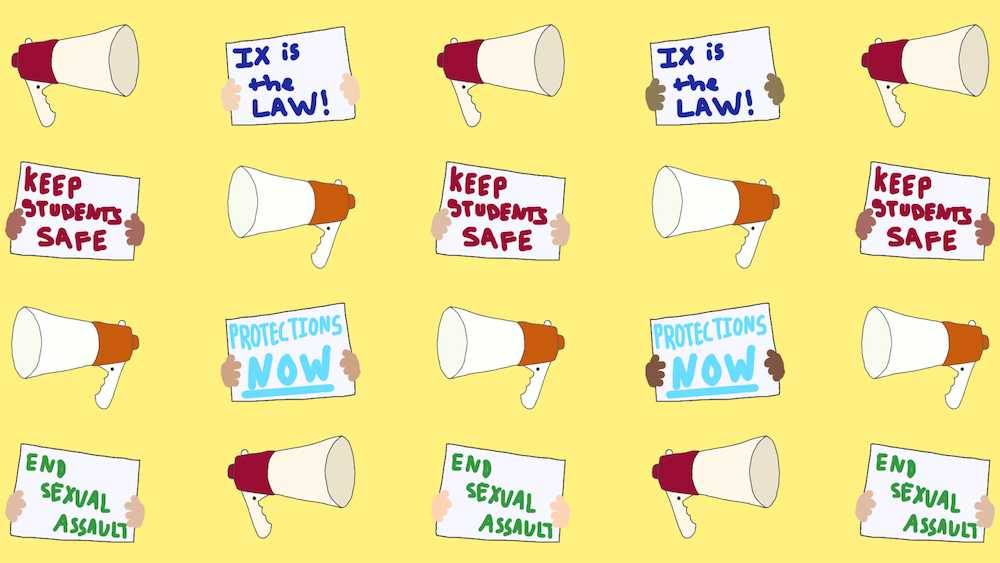 IX is
the
LAW!
IX is
the
LAW!
KEEP
STUDENTS
SAFE
KEEP
STUDENTS
SAFE
KEEP
STUDENTS
SAFE
PROTECTIONS
NOW
PROTECTIONS
NOW
END
SEXUAL
ASSAULT
END
SEXUAL
ASSAULT
END
SEXUAL
ASSAULT